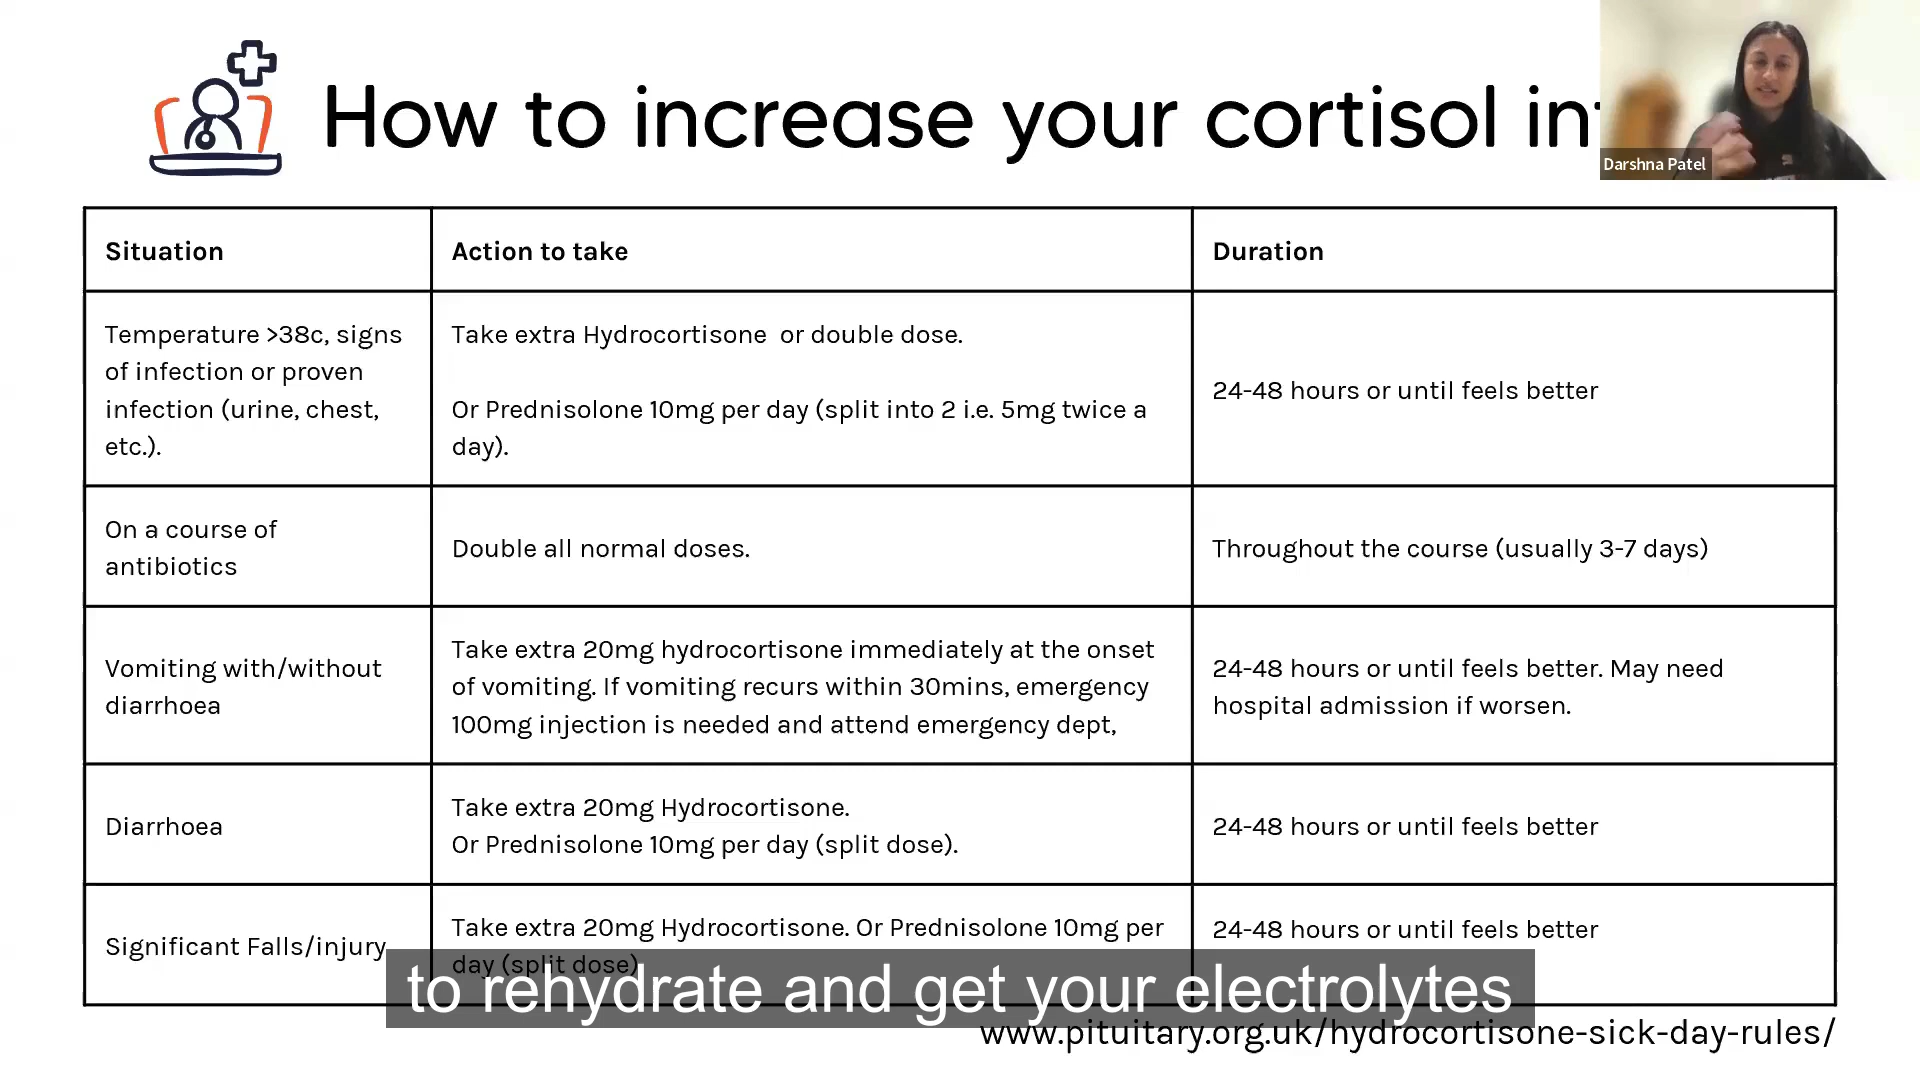 How to increase your cortisol in
Darshna Patel
Situation
Action to take
Duration
Temperature >38c, signs
of infection or proven
infection (urine, chest,
etc.).
Take extra Hydrocortisone  or double dose.
Or Prednisolone 10mg per day (split into 2 i.e. 5mg twice a
day).
24-48 hours or until feels better
On a course of
antibiotics
Double all normal doses.
Throughout the course (usually 3-7 days)
Vomiting with/without
diarrhoea
Take extra 20mg hydrocortisone immediately at the onset
of vomiting. If vomiting recurs within 30mins, emergency
100mg injection is needed and attend emergency dept,
24-48 hours or until feels better. May need
hospital admission if worsen.
Diarrhoea
Take extra 20mg Hydrocortisone.
Or Prednisolone 10mg per day (split dose).
24-48 hours or until feels better
Significant Falls/injury
Take extra 20mg Hydrocortisone. Or Prednisolone 10mg per
day (split dose)
24-48 hours or until feels better
to rehydrate and get your electrolytes
www.pituitary.org.uk/hydrocortisone-sick-day-rules/